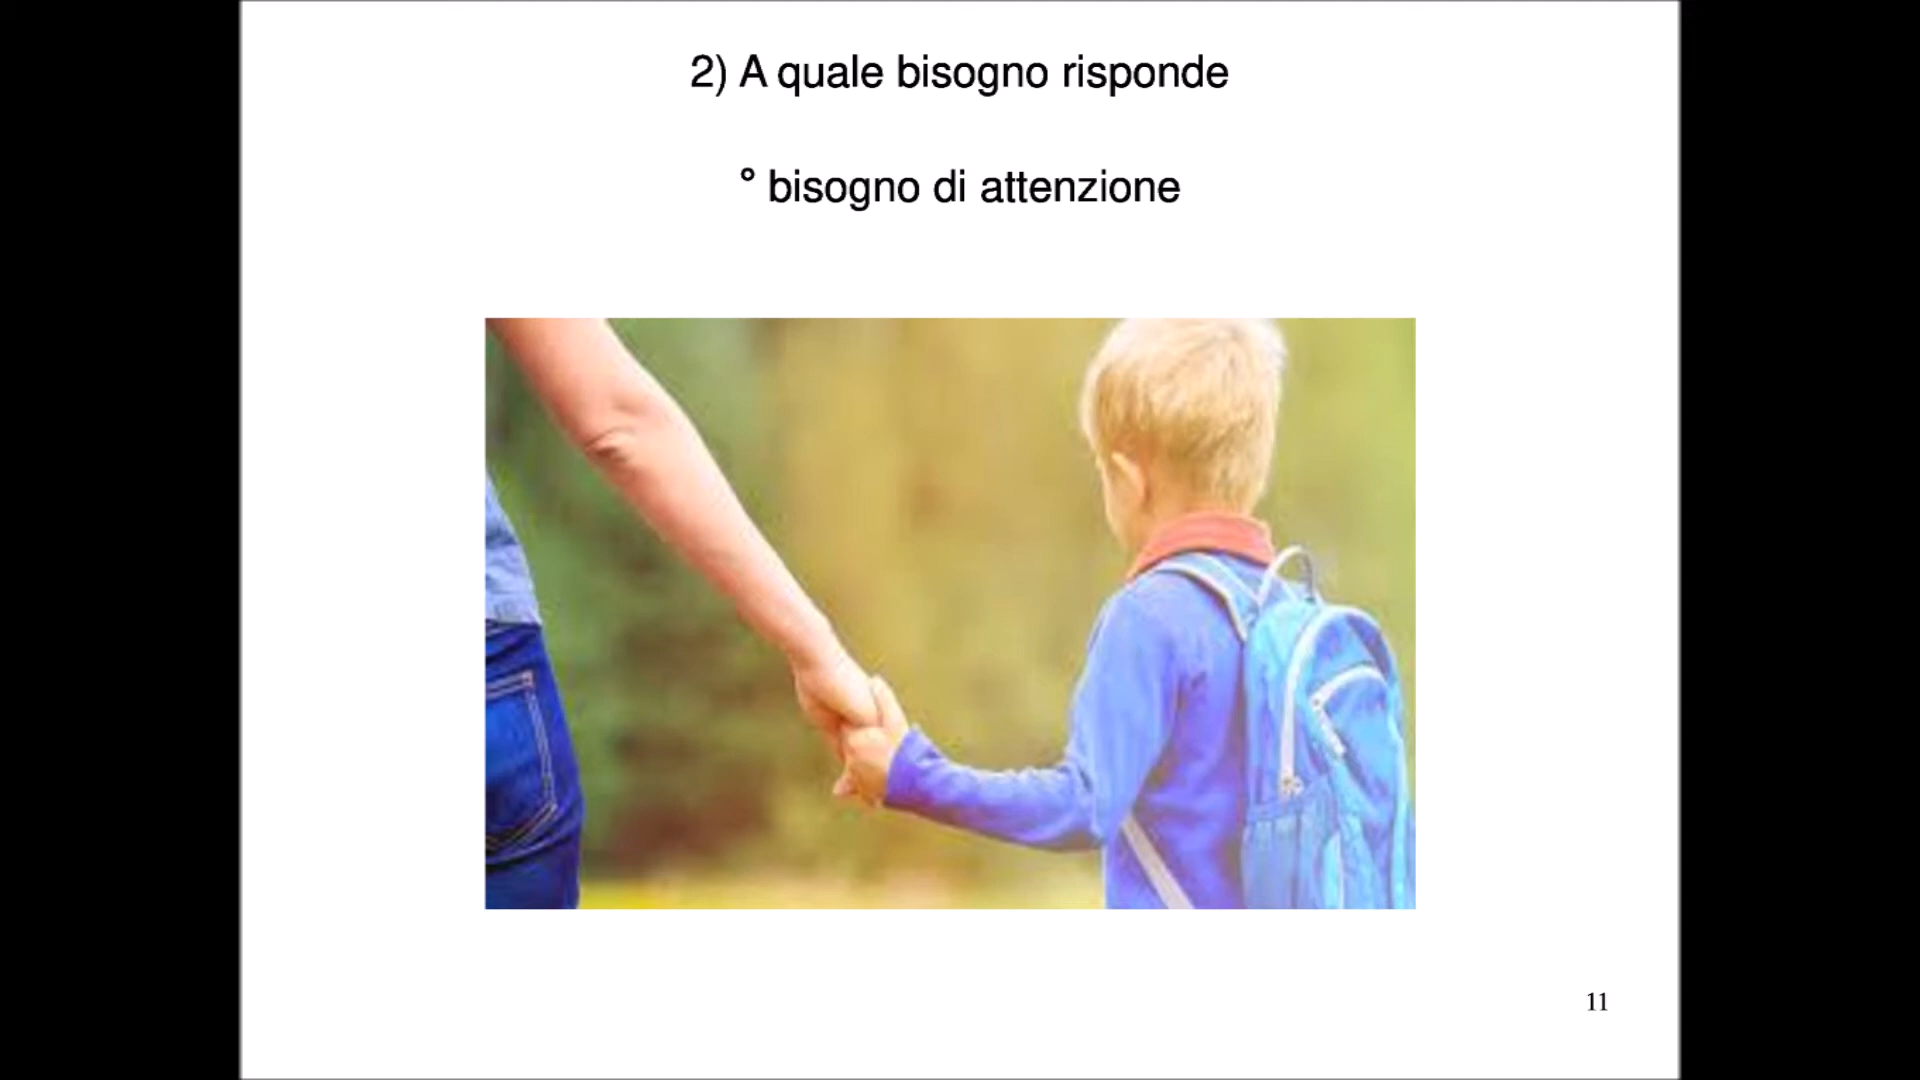 2) A quale bisogno risponde
° bisogno di attenzione
11